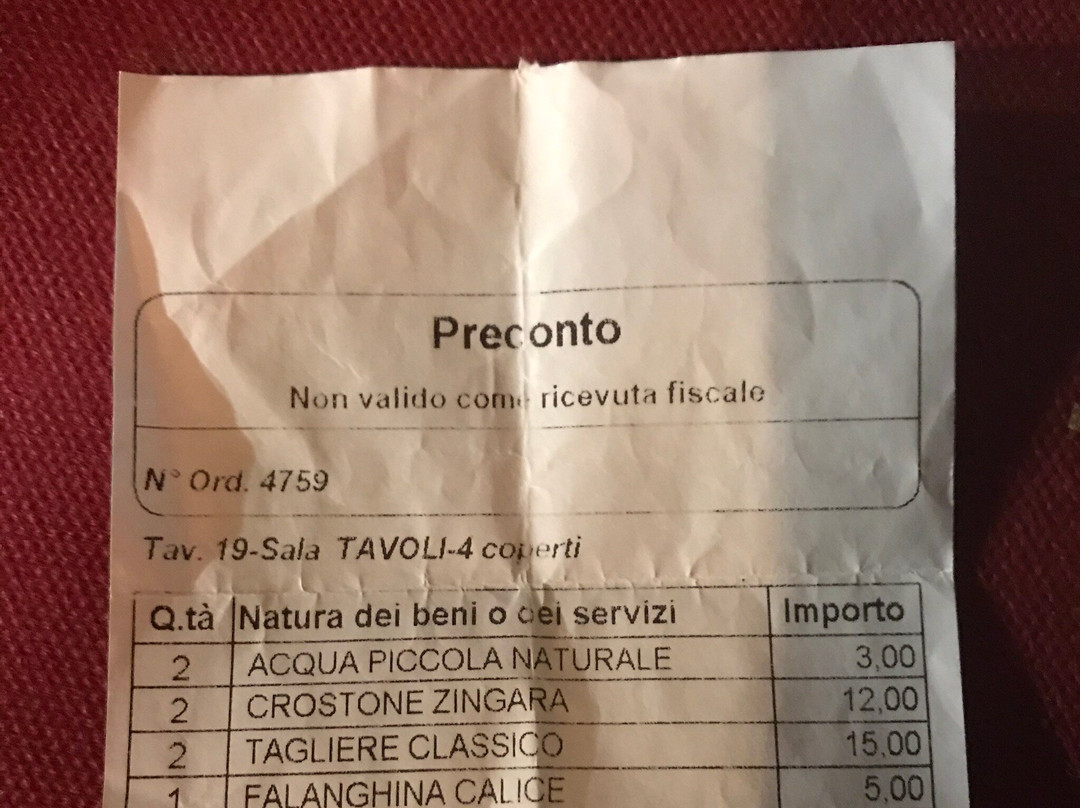 Preconto
Non valido come ricevuta fiscale
N° Ord. 4759
Tav. 19-Sala TAVOLI-4 coperti
Q.tà Natura dei beni o dei servizi Importo
2 ACQUA PICCOLA NATURALE 3,00
2 CROSTONE ZINGARA 12,00
2 TAGLIERE CLASSICO 15,00
1 FALANGHINA CALICE 5,00